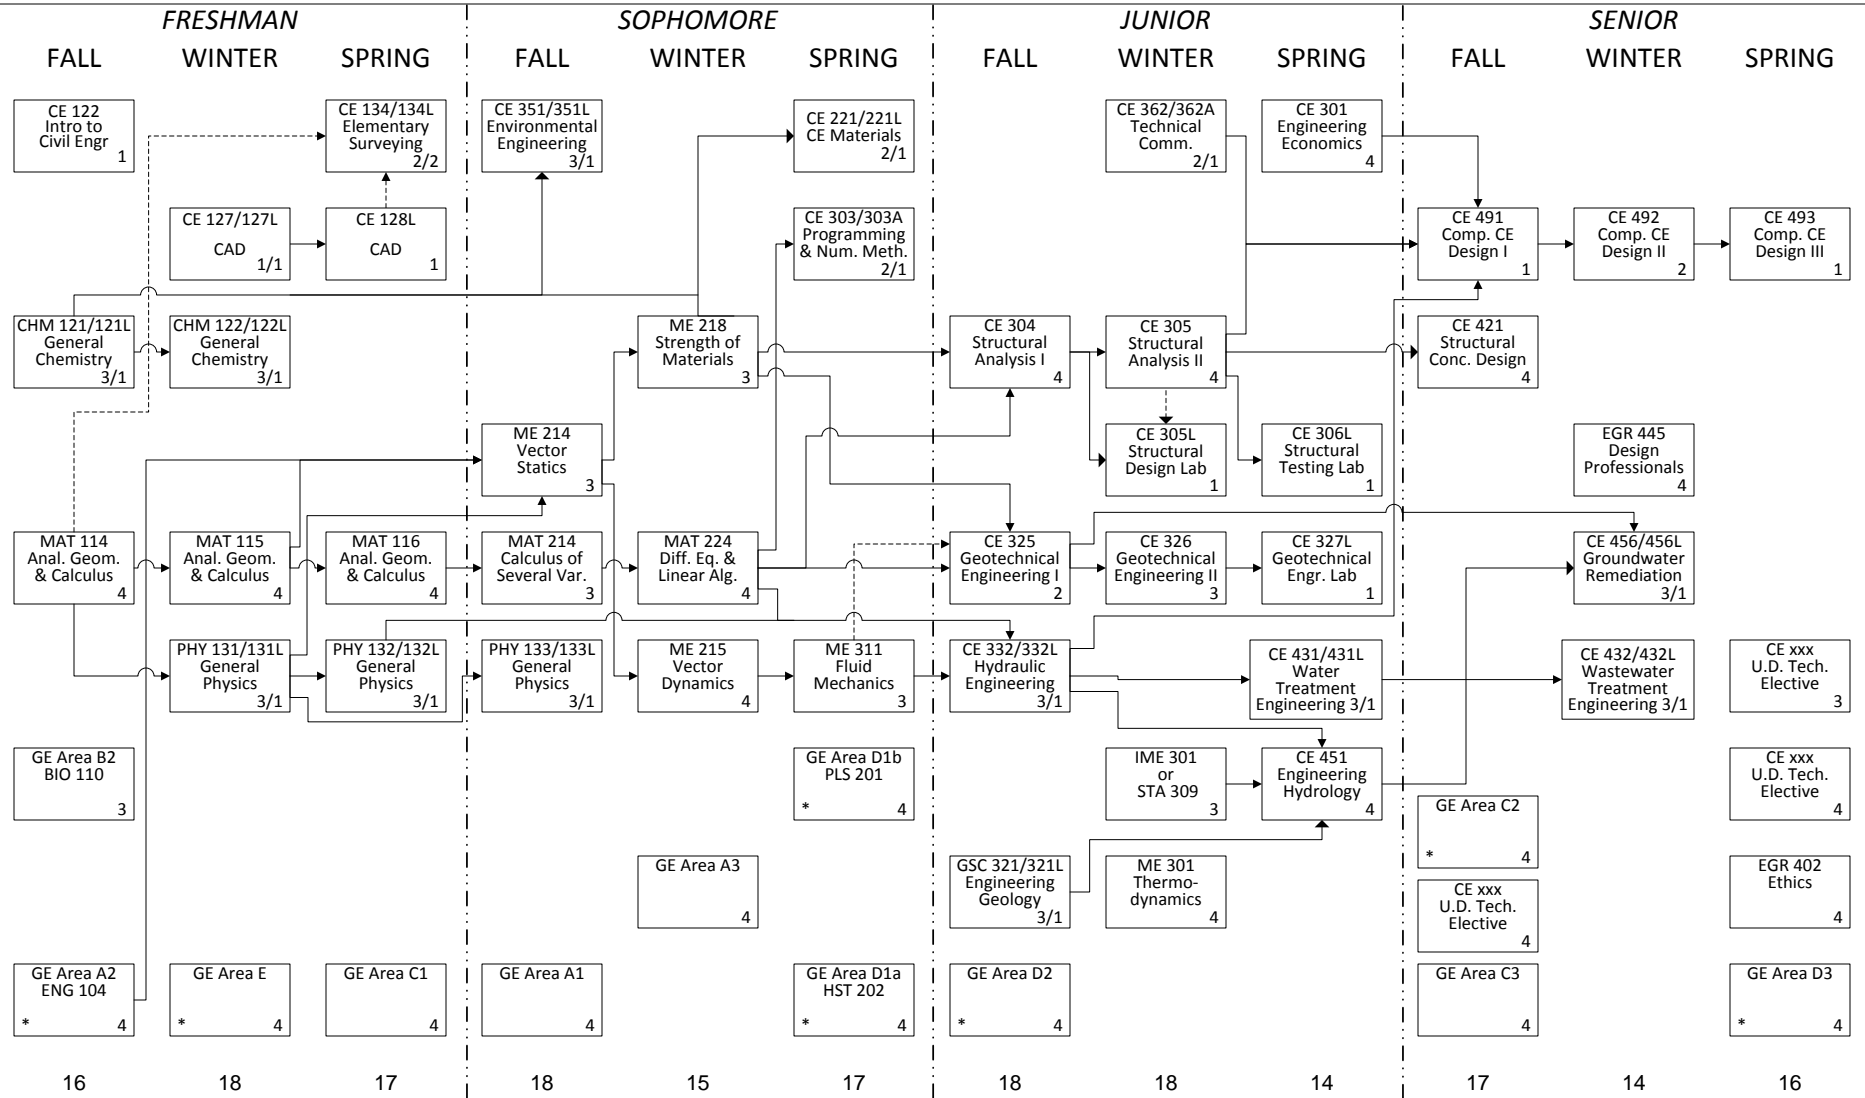 FRESHMAN
SOPHOMORE
JUNIOR
SENIOR
FALL
WINTER
SPRING
FALL
WINTER
SPRING
FALL
WINTER
SPRING
FALL
WINTER
SPRING
CE 122
Intro to
Civil Engr
1
CE 134/134L
Elementary
Surveying
2/2
CE 351/351L
Environmental
Engineering
3/1
CE 221/221L
CE Materials
2/1
CE 362/362A
Technical
Comm.
2/1
CE 301
Engineering
Economics
4
CE 127/127L
CAD
1/1
CE 128L
CAD
1
CE 303/303A
Programming
& Num. Meth.
2/1
CE 491
Comp. CE
Design I
1
CE 492
Comp. CE
Design II
2
CE 493
Comp. CE
Design III
1
CHM 121/121L
General
Chemistry
3/1
CHM 122/122L
General
Chemistry
3/1
ME 218
Strength of
Materials
3
CE 304
Structural
Analysis I
4
CE 305
Structural
Analysis II
4
CE 421
Structural
Conc. Design
4
ME 214
Vector
Statics
3
CE 305L
Structural
Design Lab
1
CE 306L
Structural
Testing Lab
1
EGR 445
Design
Professionals
4
MAT 114
Anal. Geom.
& Calculus
4
MAT 115
Anal. Geom.
& Calculus
4
MAT 116
Anal. Geom.
& Calculus
4
MAT 214
Calculus of
Several Var.
3
MAT 224
Diff. Eq. &
Linear Alg.
4
CE 325
Geotechnical
Engineering I
2
CE 326
Geotechnical
Engineering II
3
CE 327L
Geotechnical
Engr. Lab
1
CE 456/456L
Groundwater
Remediation
3/1
PHY 131/131L
General
Physics
3/1
PHY 132/132L
General
Physics
3/1
PHY 133/133L
General
Physics
3/1
ME 215
Vector
Dynamics
4
ME 311
Fluid
Mechanics
3
CE 332/332L
Hydraulic
Engineering
3/1
CE 431/431L
Water
Treatment
Engineering 3/1
CE 432/432L
Wastewater
Treatment
Engineering 3/1
CE xxx
U.D. Tech.
Elective
3
GE Area B2
BIO 110
3
GE Area D1b
PLS 201
* 4
IME 301
or
STA 309
3
CE 451
Engineering
Hydrology
4
GE Area C2
* 4
CE xxx
U.D. Tech.
Elective
4
GE Area A3
4
GSC 321/321L
Engineering
Geology
3/1
ME 301
Thermo-
dynamics
4
CE xxx
U.D. Tech.
Elective
4
EGR 402
Ethics
4
GE Area A2
ENG 104
* 4
GE Area E
* 4
GE Area C1
4
GE Area A1
4
GE Area D1a
HST 202
* 4
GE Area D2
* 4
GE Area C3
4
GE Area D3
* 4
16
18
17
18
15
17
18
18
14
17
14
16